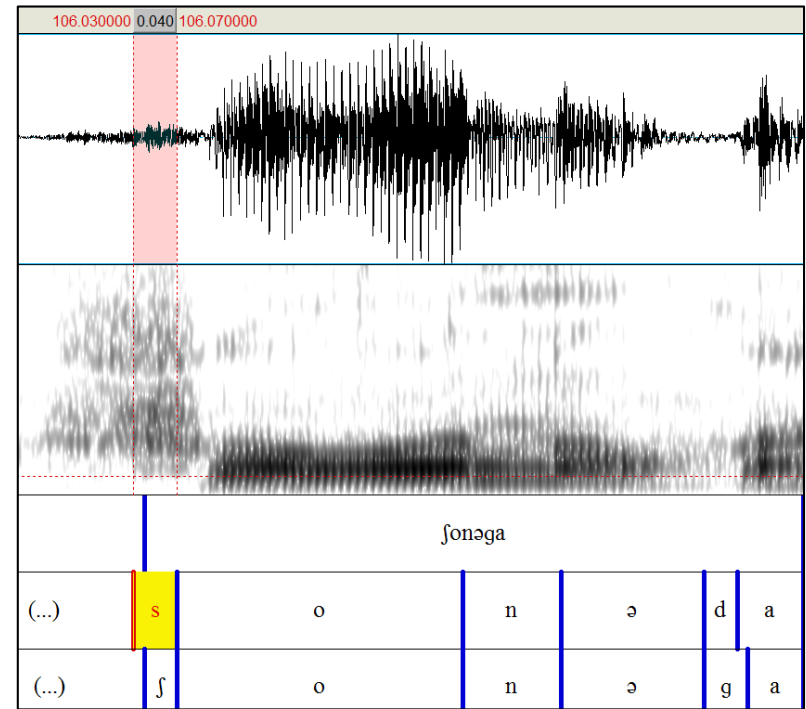 106.030000 0.040 106.070000
ʃonəga
(...) s o n ə d a
(...) ʃ o n ə g a